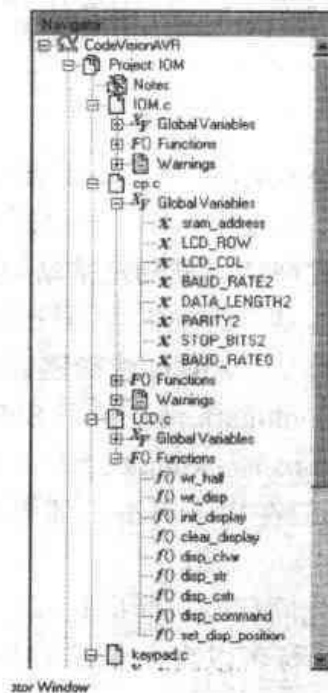 Navigator
CodeVisionAVR
Project: IOM
Notes
IOM.c
Global Variables
F() Functions
Warnings
cp.c
Global Variables
sram_address
LCD_ROW
LCD_COL
BAUD_RATE2
DATA_LENGTH2
PARITY2
STOP_BITS2
BAUD_RATE0
F() Functions
Warnings
LCD.c
Global Variables
F() Functions
f() wr_half
f() wr_disp
f() init_display
f() clear_display
f() disp_char
f() disp_str
f() disp_cstr
f() disp_command
f() set_disp_position
keypad.c
Window